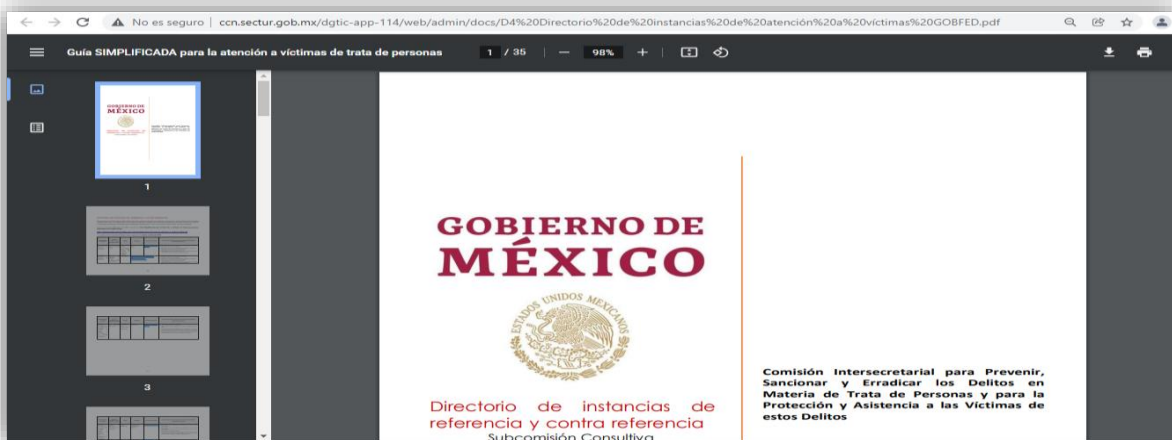 No es seguro | ccn.sectur.gob.mx/dgtic-app-114/web/admin/docs/D4%20Directorio%20de%20instancias%20de%20atención%20a%20víctimas%20GOBFED.pdf
Guía SIMPLIFICADA para la atención a víctimas de trata de personas 1 / 35 | — 98% + |
GOBIERNO DE
MÉXICO
1
2
3
GOBIERNO DE
MÉXICO
ESTADOS UNIDOS MEXICANOS
Directorio de instancias de
referencia y contra referencia
Subcomisión Consultiva
Comisión Intersecretarial para Prevenir,
Sancionar y Erradicar los Delitos en
Materia de Trata de Personas y para la
Protección y Asistencia a las Víctimas de
estos Delitos